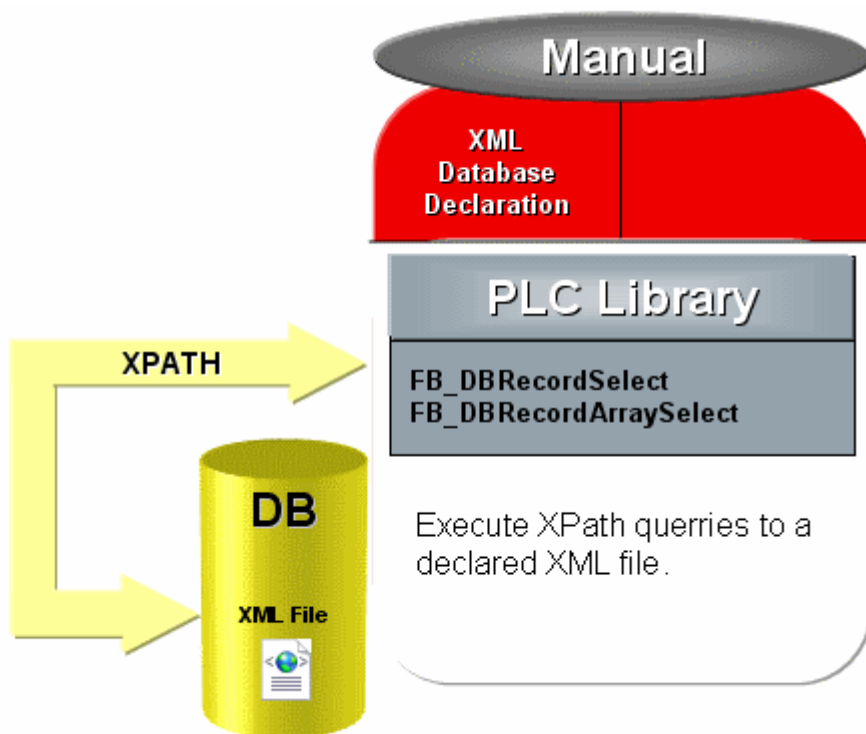 Manual
XML
Database
Declaration
PLC Library
XPATH
FB_DBRecordSelect
FB_DBRecordArraySelect
DB
XML File
Execute XPath querries to a
declared XML file.